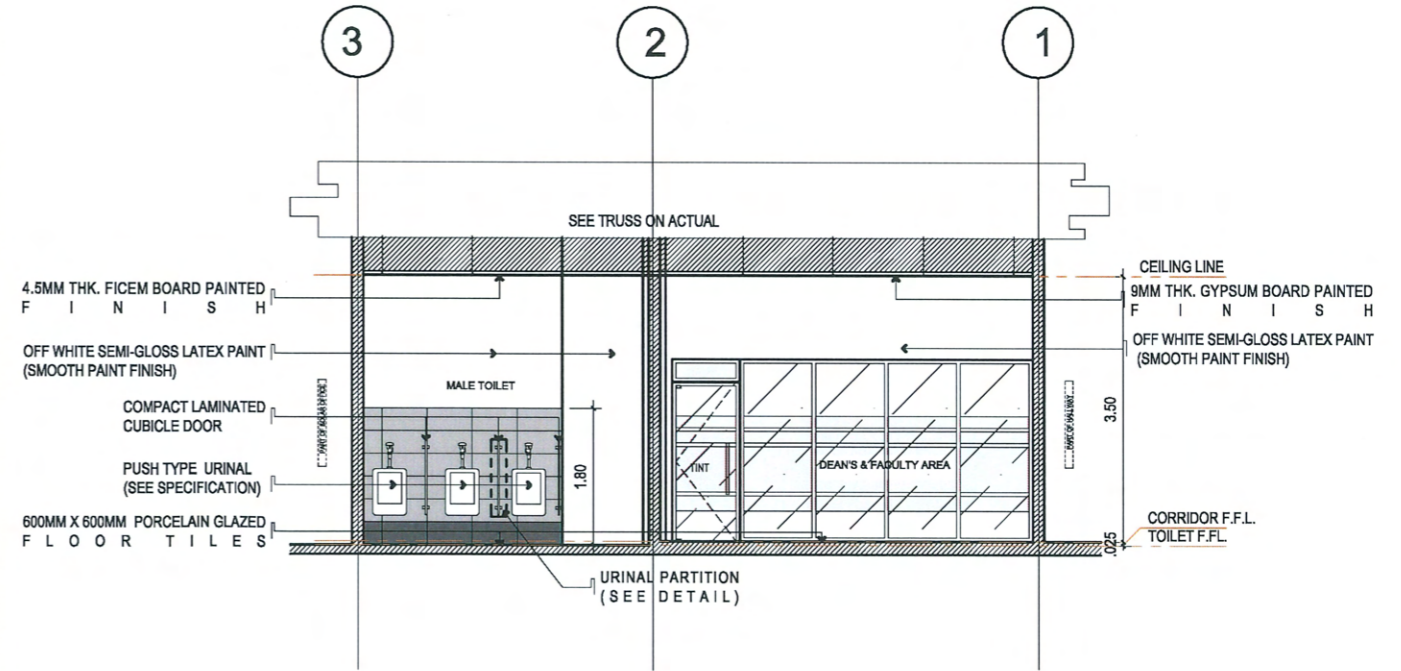 3
2
1
SEE TRUSS ON ACTUAL
CEILING LINE
4.5MM THK. FICEM BOARD PAINTED
F I N I S H
9MM THK. GYPSUM BOARD PAINTED
F I N I S H
OFF WHITE SEMI-GLOSS LATEX PAINT
(SMOOTH PAINT FINISH)
OFF WHITE SEMI-GLOSS LATEX PAINT
(SMOOTH PAINT FINISH)
MALE TOILET
COMPACT LAMINATED
CUBICLE DOOR
3.50
PUSH TYPE URINAL
(SEE SPECIFICATION)
1.80
TINT
DEAN'S & FACULTY AREA
600MM X 600MM PORCELAIN GLAZED
F L O O R T I L E S
CORRIDOR F.F.L.
TOILET F.FL.
.025
URINAL PARTITION
(SEE DETAIL)